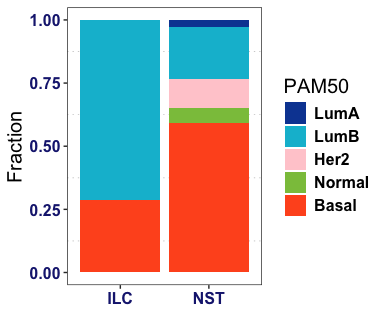 1.00
0.75
0.50
0.25
0.00
Fraction
ILC
NST
PAM50
LumA
LumB
Her2
Normal
Basal